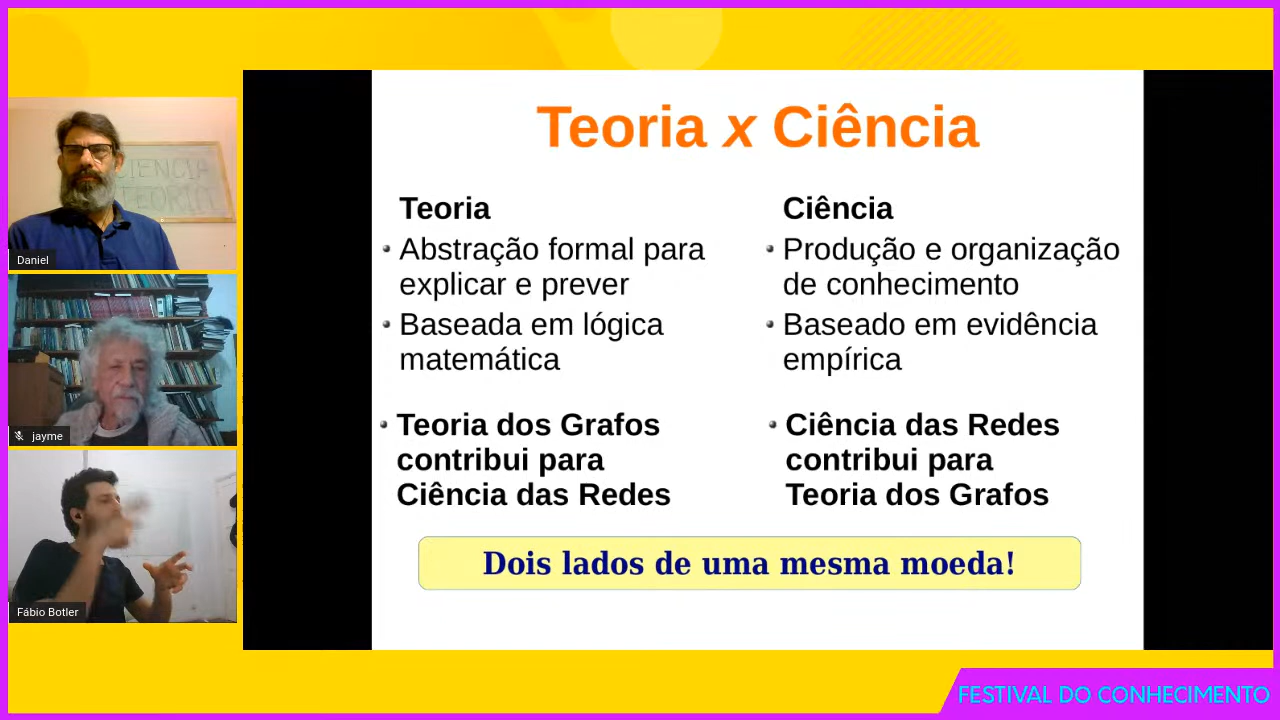 Teoria x Ciência
Teoria
Abstração formal para
explicar e prever
Baseada em lógica
matemática
Teoria dos Grafos
contribui para
Ciência das Redes
Ciência
Produção e organização
de conhecimento
Baseado em evidência
empírica
Ciência das Redes
contribui para
Teoria dos Grafos
Dois lados de uma mesma moeda!
CIENCIA
TEORIA
Daniel
jayme
Fábio Botler
FESTIVAL DO CONHECIMENTO